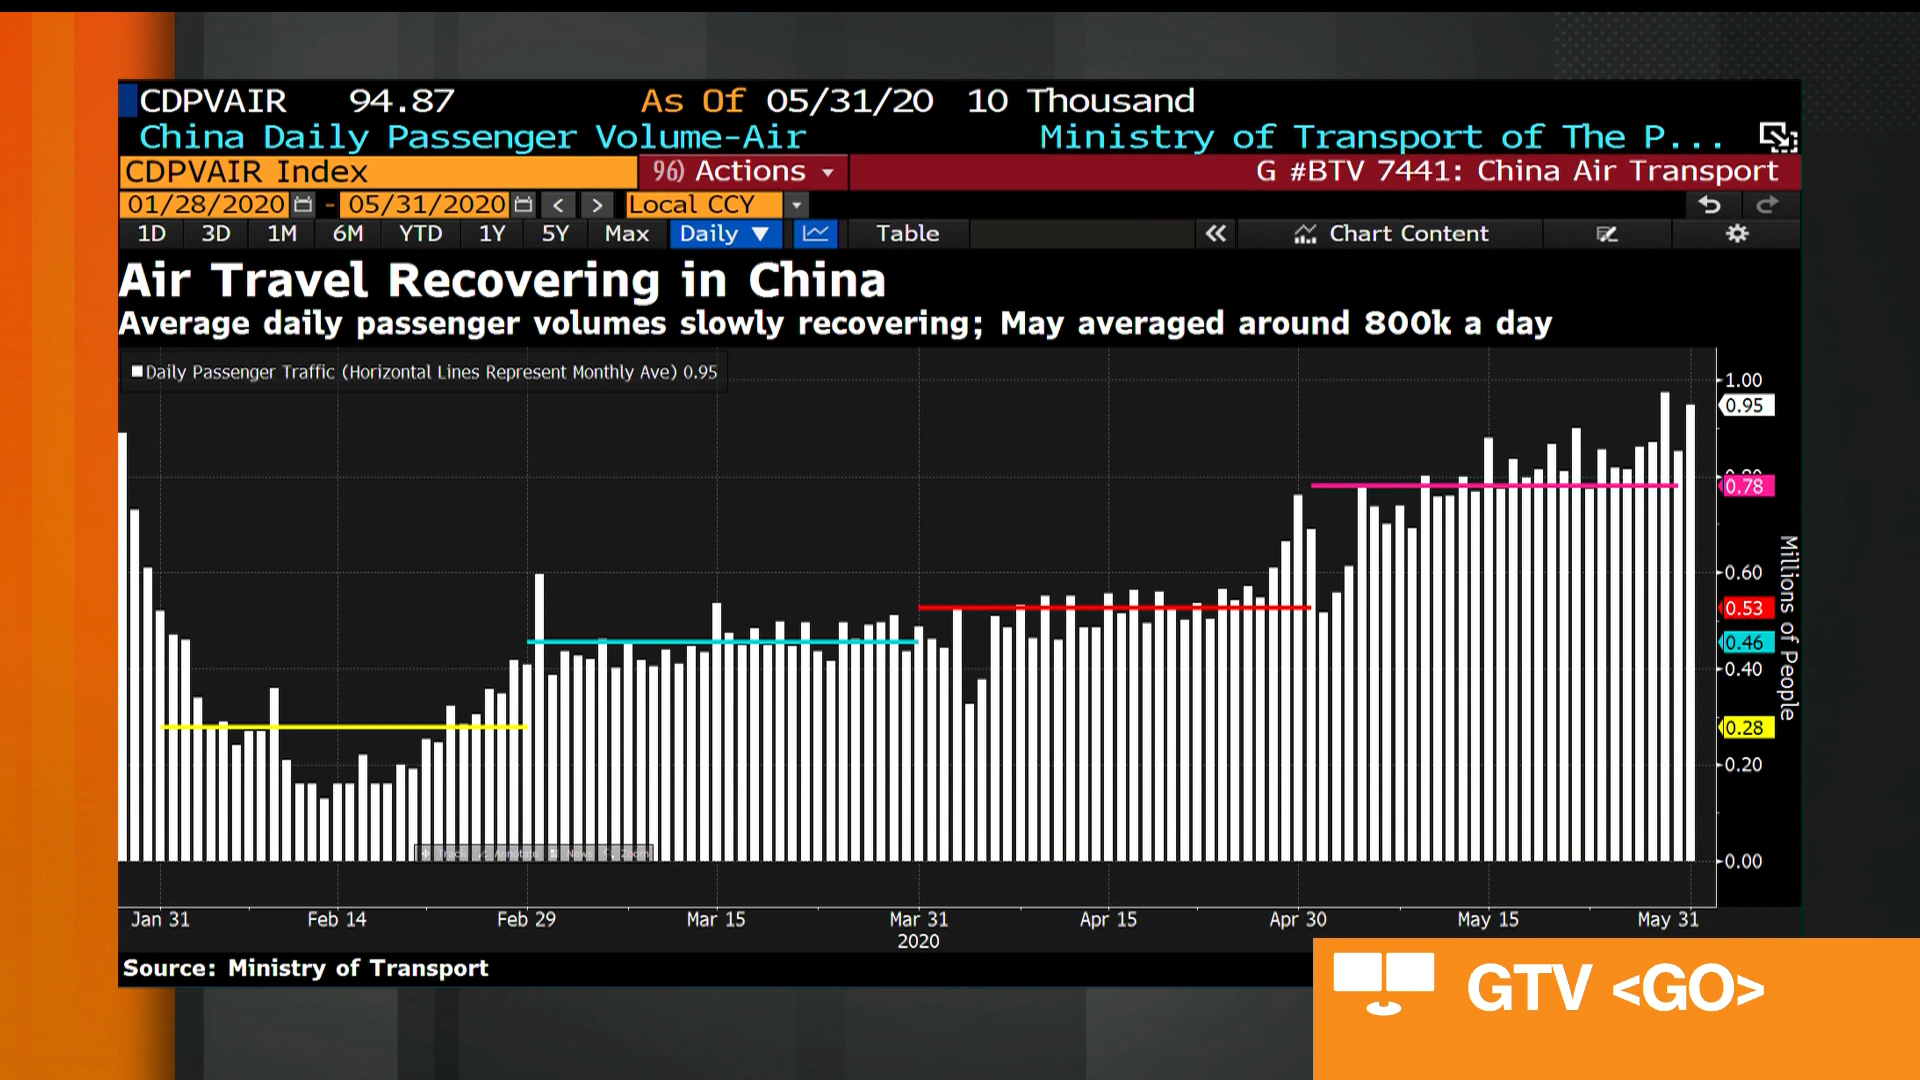 CDPVAIR 94.87 As Of 05/31/20 10 Thousand
China Daily Passenger Volume-Air Ministry of Transport of The P...
CDPVAIR Index 96) Actions G #BTV 7441: China Air Transport
01/28/2020 - 05/31/2020 < > Local CCY
1D 3D 1M 6M YTD 1Y 5Y Max Daily ▼ Table « Chart Content
Air Travel Recovering in China
Average daily passenger volumes slowly recovering; May averaged around 800k a day
Daily Passenger Traffic (Horizontal Lines Represent Monthly Ave) 0.95
1.00
0.95
0.80
0.78
0.60
0.53
0.46
0.40
0.28
0.20
0.00
Millions of People
Track Annotate News Zoom
Jan 31 Feb 14 Feb 29 Mar 15 Mar 31 Apr 15 Apr 30 May 15 May 31
2020
Source: Ministry of Transport
GTV <GO>